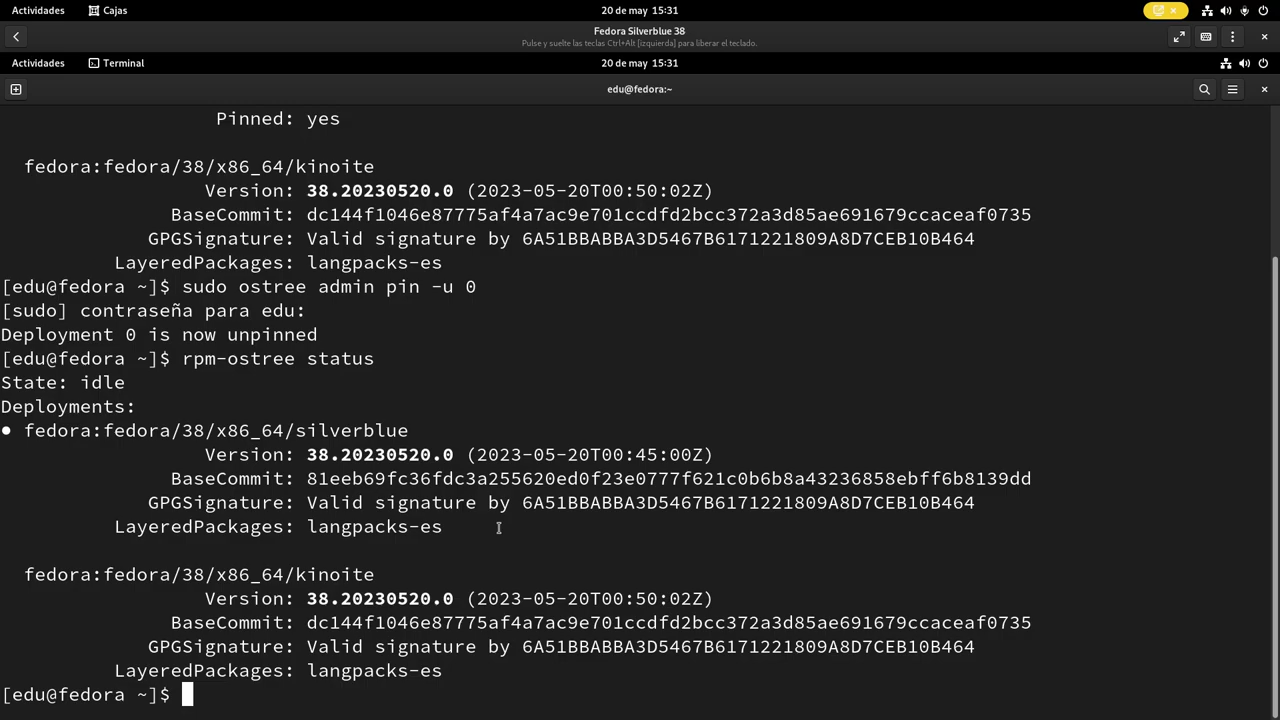 Actividades Cajas 20 de may 15:31
Fedora Silverblue 38
Pulse y suelte las teclas Ctrl+Alt [izquierda] para liberar el teclado.
Actividades Terminal 20 de may 15:31
edu@fedora:~
Pinned: yes
fedora:fedora/38/x86_64/kinoite
Version: 38.20230520.0 (2023-05-20T00:50:02Z)
BaseCommit: dc144f1046e87775af4a7ac9e701ccdfd2bcc372a3d85ae691679ccaceaf0735
GPGSignature: Valid signature by 6A51BBABBA3D5467B6171221809A8D7CEB10B464
LayeredPackages: langpacks-es
[edu@fedora ~]$ sudo ostree admin pin -u 0
[sudo] contraseña para edu:
Deployment 0 is now unpinned
[edu@fedora ~]$ rpm-ostree status
State: idle
Deployments:
● fedora:fedora/38/x86_64/silverblue
Version: 38.20230520.0 (2023-05-20T00:45:00Z)
BaseCommit: 81eeb69fc36fdc3a255620ed0f23e0777f621c0b6b8a43236858ebff6b8139dd
GPGSignature: Valid signature by 6A51BBABBA3D5467B6171221809A8D7CEB10B464
LayeredPackages: langpacks-es
fedora:fedora/38/x86_64/kinoite
Version: 38.20230520.0 (2023-05-20T00:50:02Z)
BaseCommit: dc144f1046e87775af4a7ac9e701ccdfd2bcc372a3d85ae691679ccaceaf0735
GPGSignature: Valid signature by 6A51BBABBA3D5467B6171221809A8D7CEB10B464
LayeredPackages: langpacks-es
[edu@fedora ~]$